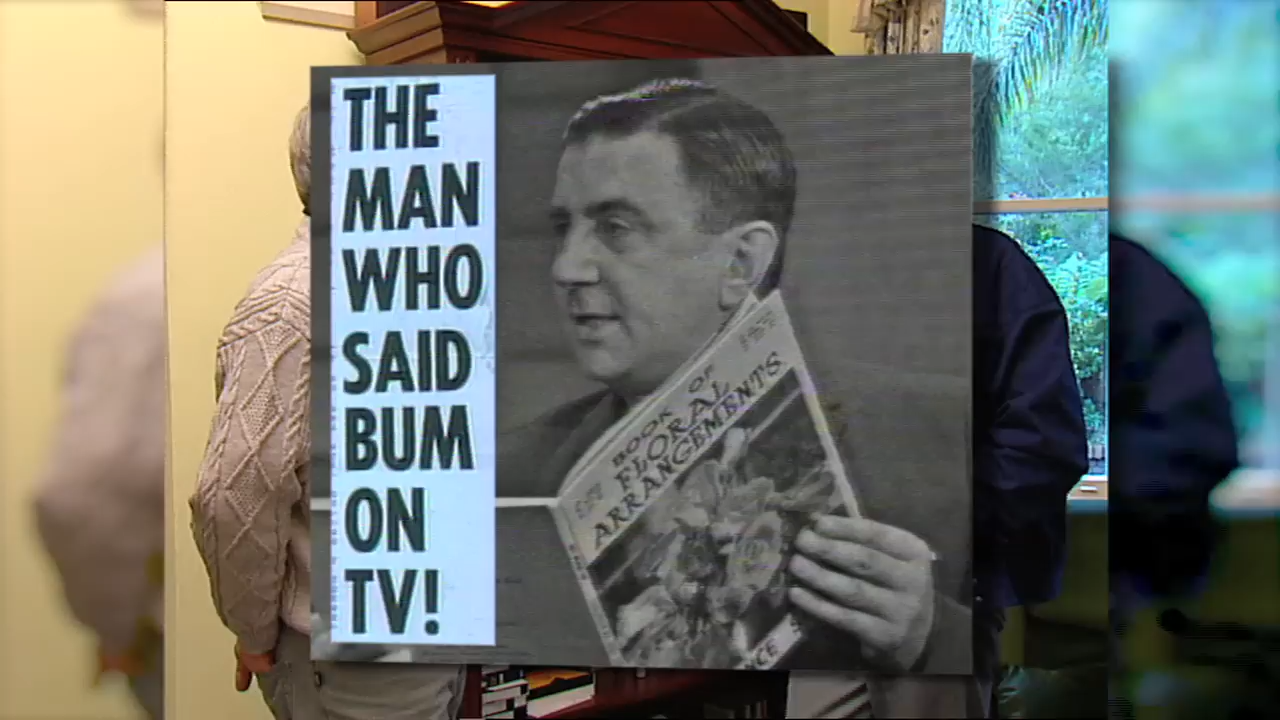 THE
MAN
WHO
SAID
BUM
ON
TV!
BOOK OF
FLORAL
ARRANGEMENTS